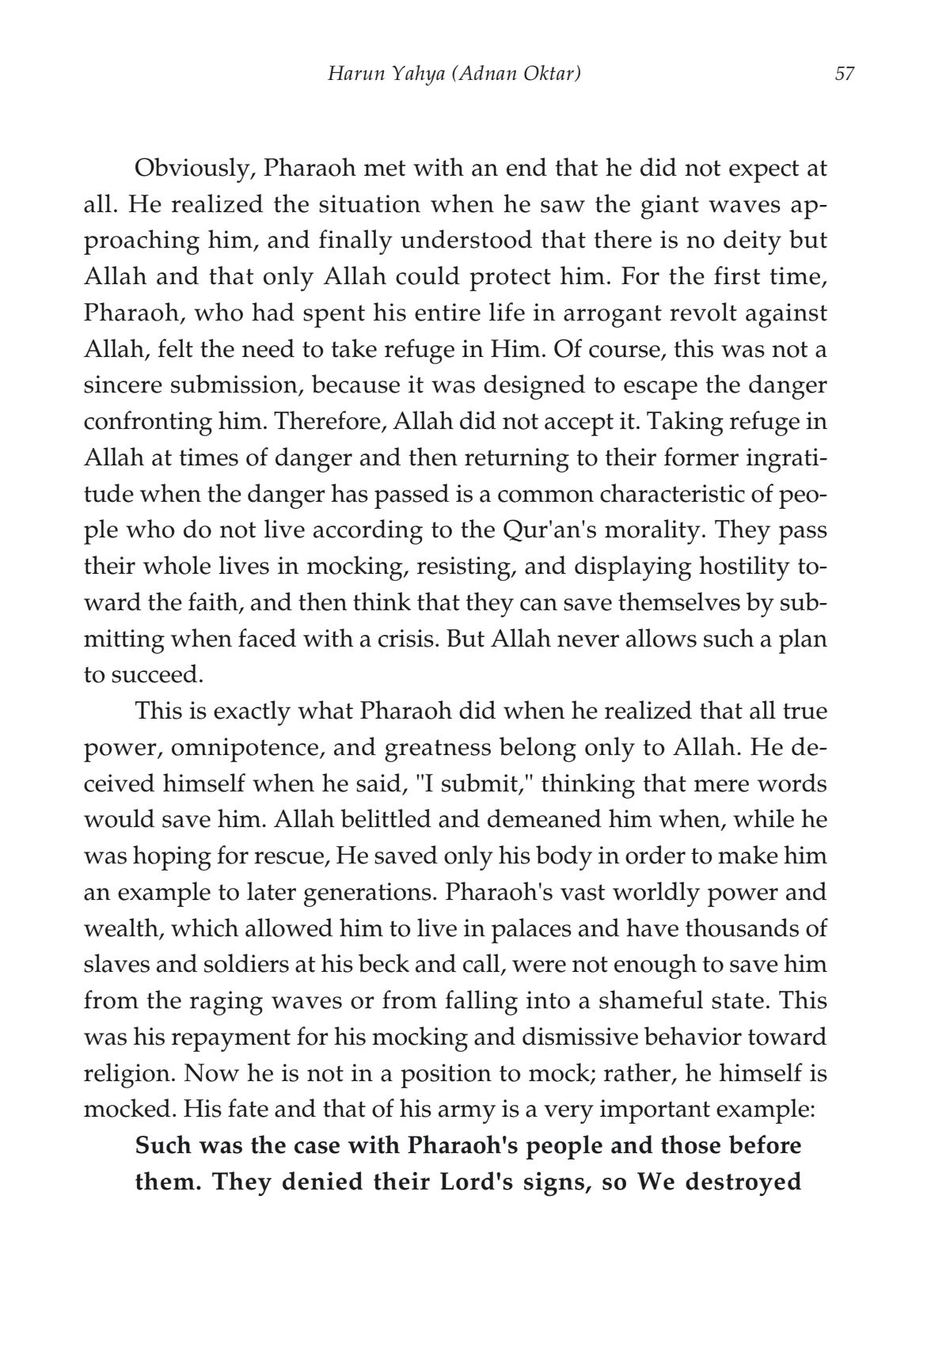 Harun Yahya (Adnan Oktar) 57
Obviously, Pharaoh met with an end that he did not expect at
all. He realized the situation when he saw the giant waves ap-
proaching him, and finally understood that there is no deity but
Allah and that only Allah could protect him. For the first time,
Pharaoh, who had spent his entire life in arrogant revolt against
Allah, felt the need to take refuge in Him. Of course, this was not a
sincere submission, because it was designed to escape the danger
confronting him. Therefore, Allah did not accept it. Taking refuge in
Allah at times of danger and then returning to their former ingrati-
tude when the danger has passed is a common characteristic of peo-
ple who do not live according to the Qur'an's morality. They pass
their whole lives in mocking, resisting, and displaying hostility to-
ward the faith, and then think that they can save themselves by sub-
mitting when faced with a crisis. But Allah never allows such a plan
to succeed.
This is exactly what Pharaoh did when he realized that all true
power, omnipotence, and greatness belong only to Allah. He de-
ceived himself when he said, "I submit," thinking that mere words
would save him. Allah belittled and demeaned him when, while he
was hoping for rescue, He saved only his body in order to make him
an example to later generations. Pharaoh's vast worldly power and
wealth, which allowed him to live in palaces and have thousands of
slaves and soldiers at his beck and call, were not enough to save him
from the raging waves or from falling into a shameful state. This
was his repayment for his mocking and dismissive behavior toward
religion. Now he is not in a position to mock; rather, he himself is
mocked. His fate and that of his army is a very important example:
Such was the case with Pharaoh's people and those before
them. They denied their Lord's signs, so We destroyed